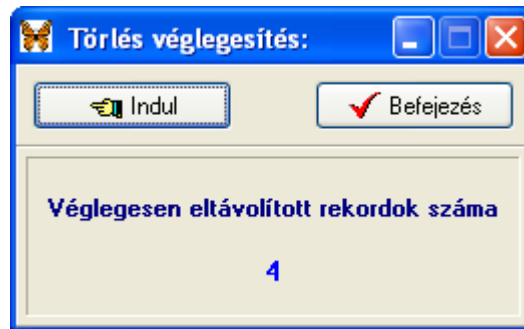 Törlés véglegesítés:
Indul
Befejezés
Véglegesen eltávolított rekordok száma
4